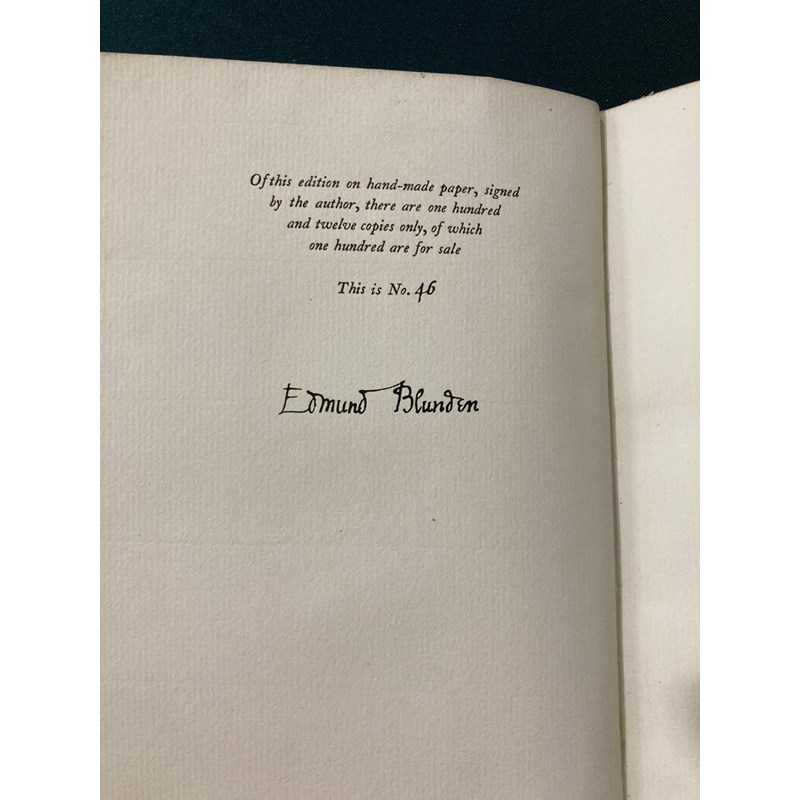 Of this edition on hand-made paper, signed
by the author, there are one hundred
and twelve copies only, of which
one hundred are for sale
This is No. 46
Edmund Blunden